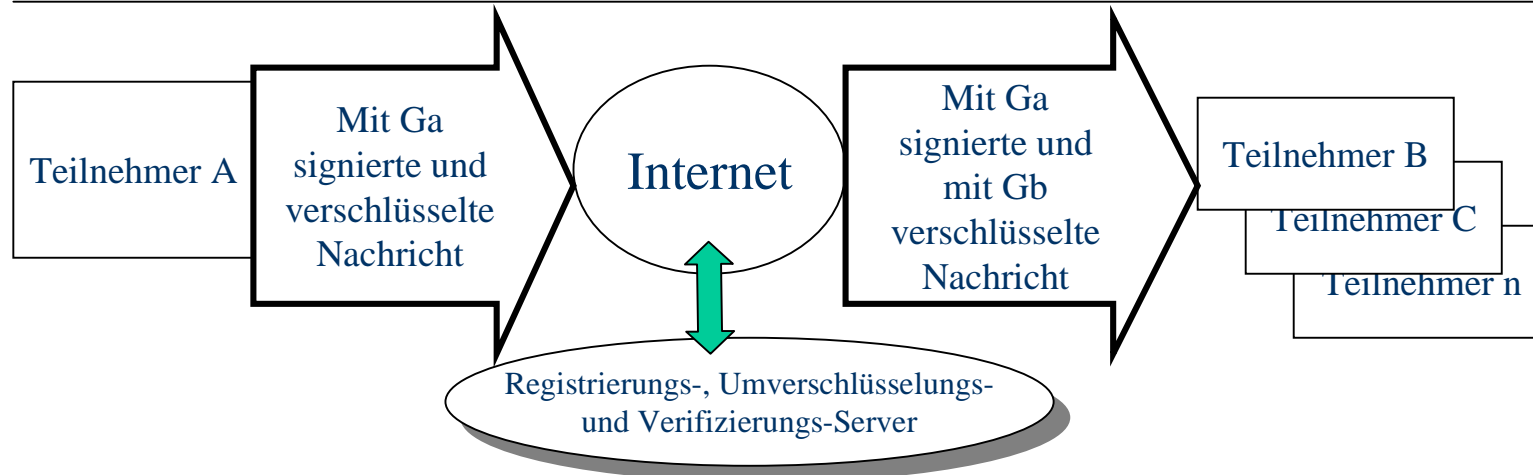 Teilnehmer A
Mit Ga
signierte und
verschlüsselte
Nachricht
Internet
Mit Ga
signierte und
mit Gb
verschlüsselte
Nachricht
Teilnehmer B
Teilnehmer C
Teilnehmer n
Registrierungs-, Umverschlüsselungs-
und Verifizierungs-Server